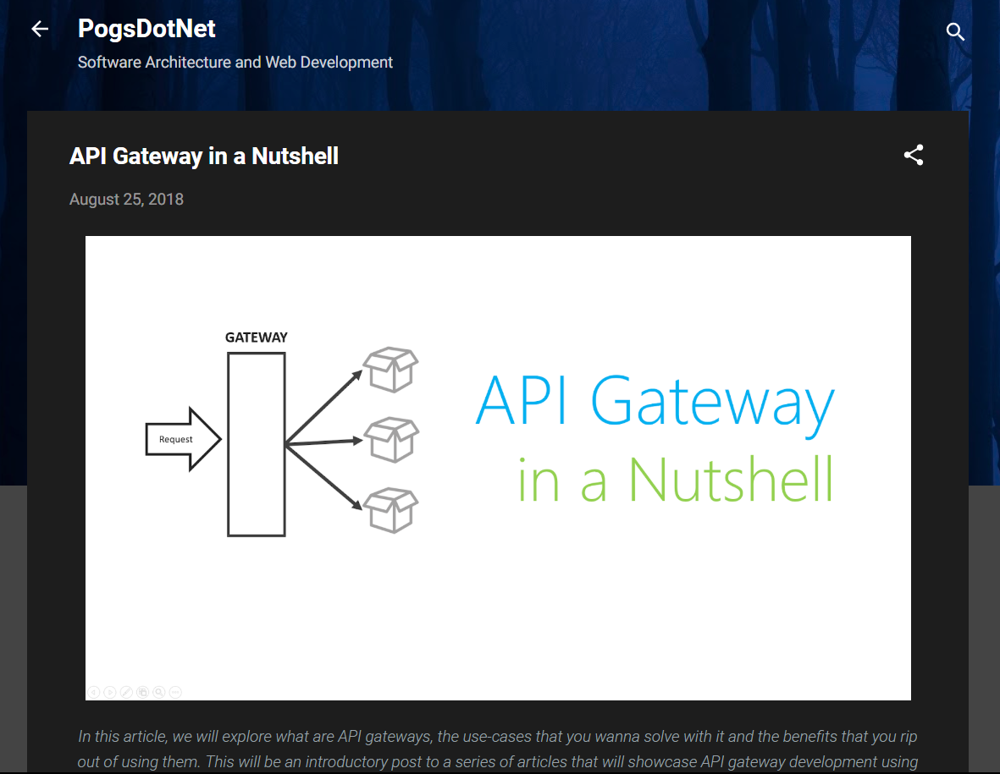 PogsDotNet
Software Architecture and Web Development
API Gateway in a Nutshell
August 25, 2018
GATEWAY
Request
API Gateway
in a Nutshell
In this article, we will explore what are API gateways, the use-cases that you wanna solve with it and the benefits that you rip
out of using them. This will be an introductory post to a series of articles that will showcase API gateway development using